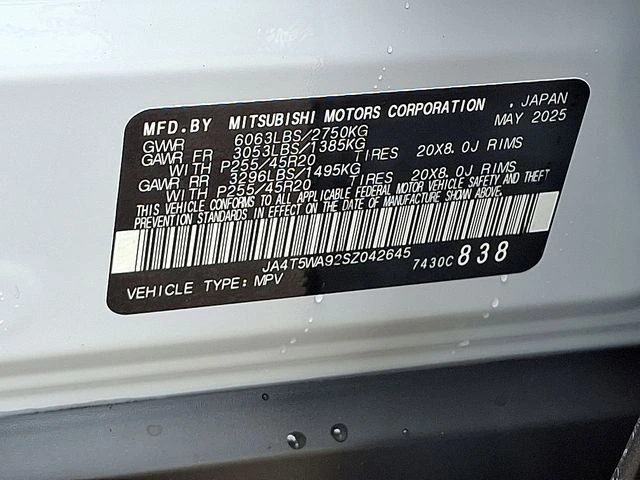 MFD.BY MITSUBISHI MOTORS CORPORATION , JAPAN
MAY 2025
GWVR 6063LBS/2750KG
GAWR FR 3053LBS/1385KG
WITH P255/45R20 TIRES 20X8.0J RIMS
GAWR RR 3296LBS/1495KG
WITH P255/45R20 TIRES 20X8.0J RIMS
THIS VEHICLE CONFORMS TO ALL APPLICABLE FEDERAL MOTOR VEHICLE SAFETY AND THEFT
PREVENTION STANDARDS IN EFFECT ON THE DATE OF MANUFACTURE SHOWN ABOVE.
JA4T5WA92SZ042645
7430C 838
VEHICLE TYPE: MPV